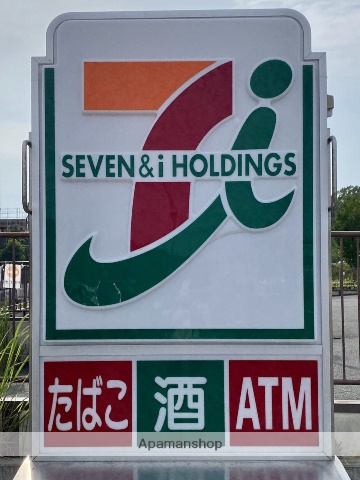 SEVEN&i HOLDINGS
たばこ 酒 ATM
Apamanshop